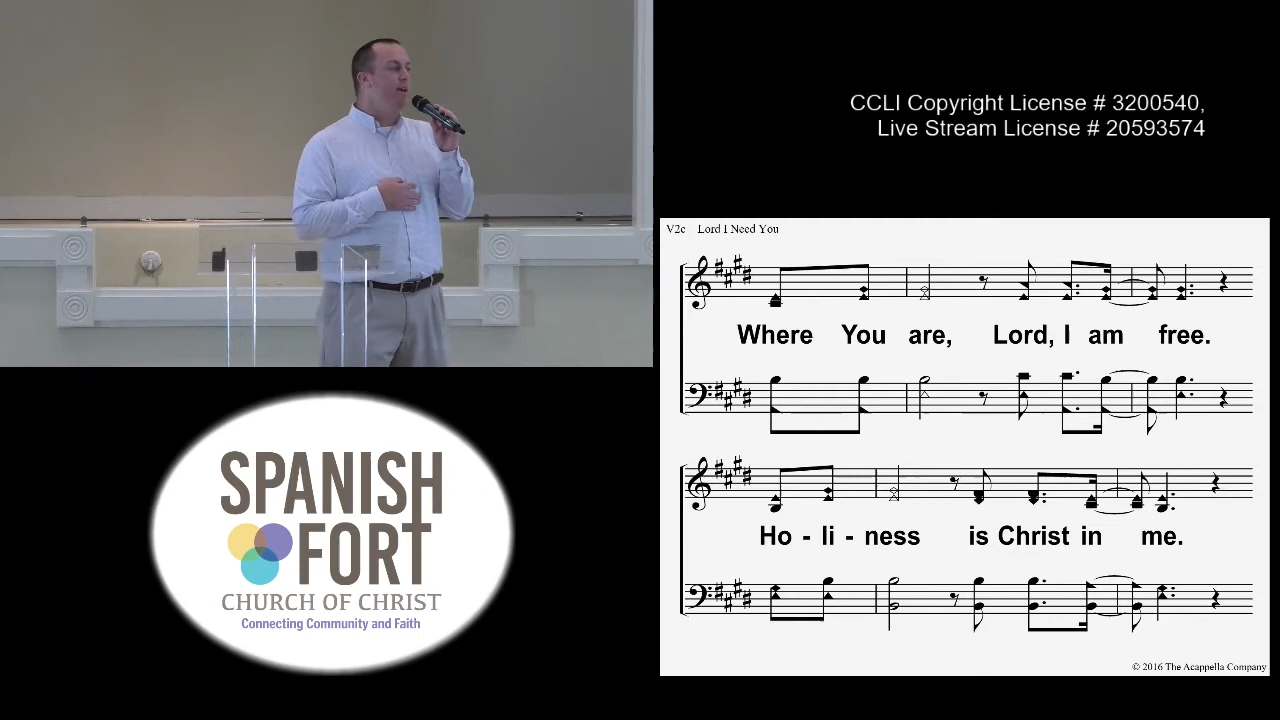 CCLI Copyright License # 3200540,
Live Stream License # 20593574
V2c Lord I Need You
Where You are, Lord, I am free.
Ho - li - ness is Christ in me.
© 2016 The Acappella Company
SPANISH
FORT
CHURCH OF CHRIST
Connecting Community and Faith